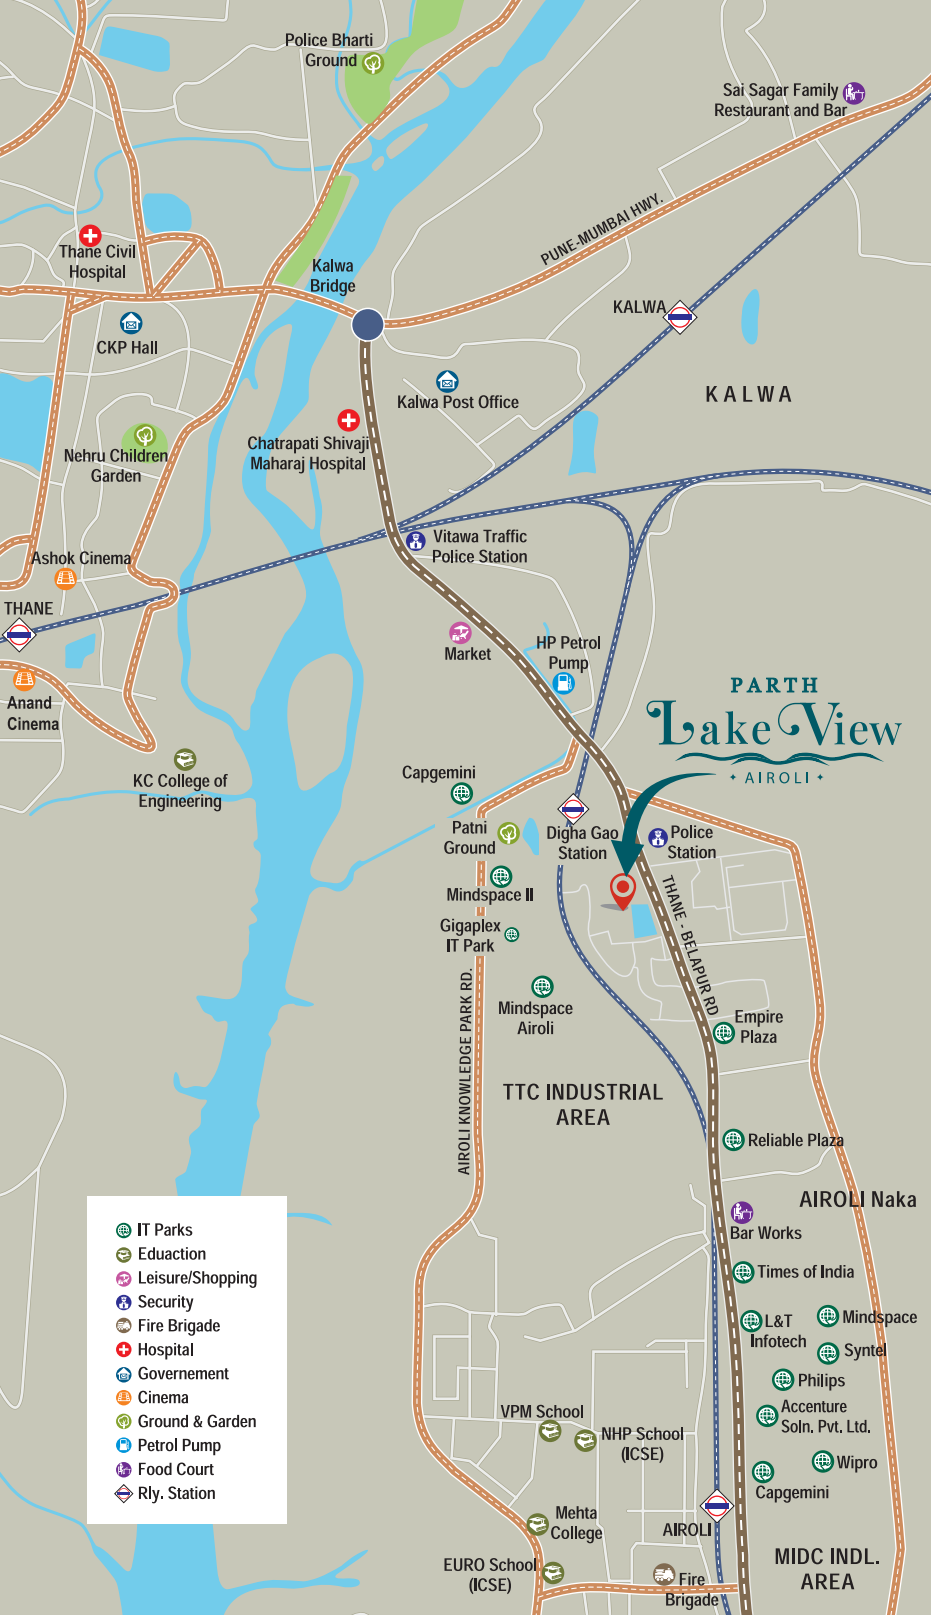 Police Bharti
Ground
Sai Sagar Family
Restaurant and Bar
PUNE-MUMBAI HWY.
Thane Civil
Hospital
Kalwa
Bridge
KALWA
CKP Hall
KALWA
Kalwa Post Office
Chatrapati Shivaji
Maharaj Hospital
Nehru Children
Garden
Vitawa Traffic
Police Station
Ashok Cinema
THANE
Market
HP Petrol
Pump
Anand
Cinema
PARTH
Lake View
AIROLI
KC College of
Engineering
Capgemini
Patni
Ground
Digha Gao
Station
Police
Station
Mindspace II
THANE - BELAPUR RD
Gigaplex
IT Park
Mindspace
Airoli
Empire
Plaza
AIROLI KNOWLEDGE PARK RD.
TTC INDUSTRIAL
AREA
Reliable Plaza
AIROLI Naka
Bar Works
Times of India
L&T
Infotech
Mindspace
Syntel
Philips
Accenture
Soln. Pvt. Ltd.
Wipro
Capgemini
VPM School
NHP School
(ICSE)
Mehta
College
AIROLI
EURO School
(ICSE)
Fire
Brigade
MIDC INDL.
AREA
IT Parks
Eduaction
Leisure/Shopping
Security
Fire Brigade
Hospital
Governement
Cinema
Ground & Garden
Petrol Pump
Food Court
Rly. Station